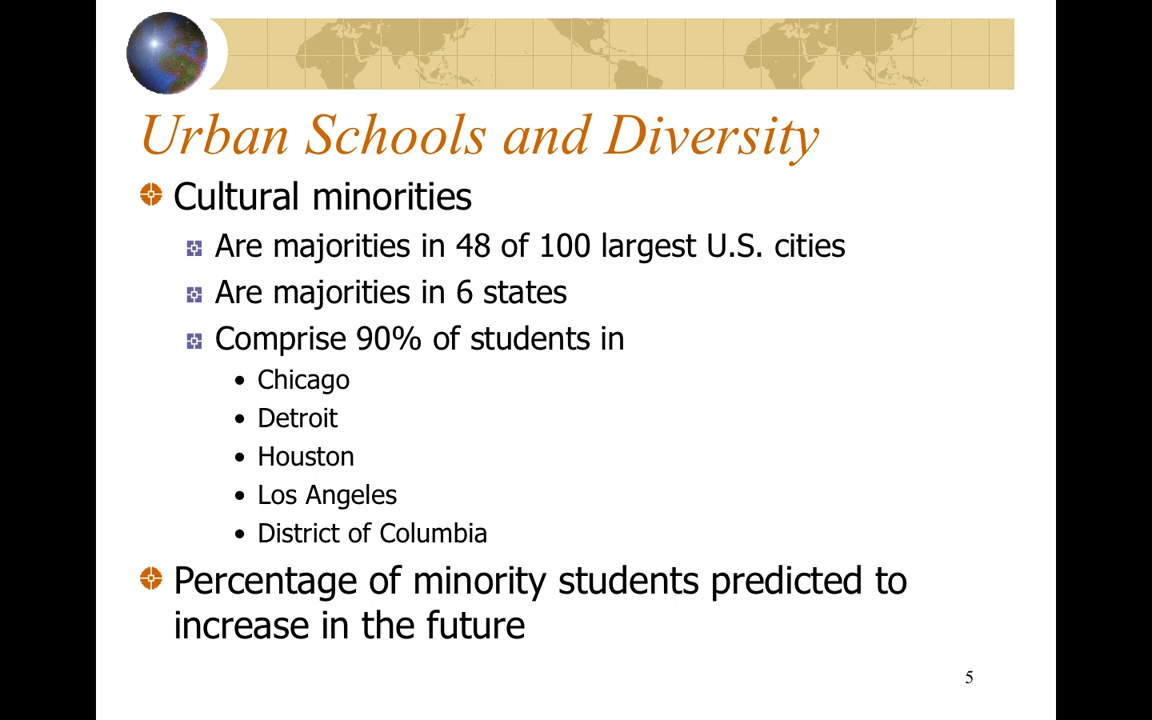 Urban Schools and Diversity
Cultural minorities
Are majorities in 48 of 100 largest U.S. cities
Are majorities in 6 states
Comprise 90% of students in
• Chicago
• Detroit
• Houston
• Los Angeles
• District of Columbia
Percentage of minority students predicted to
increase in the future
5